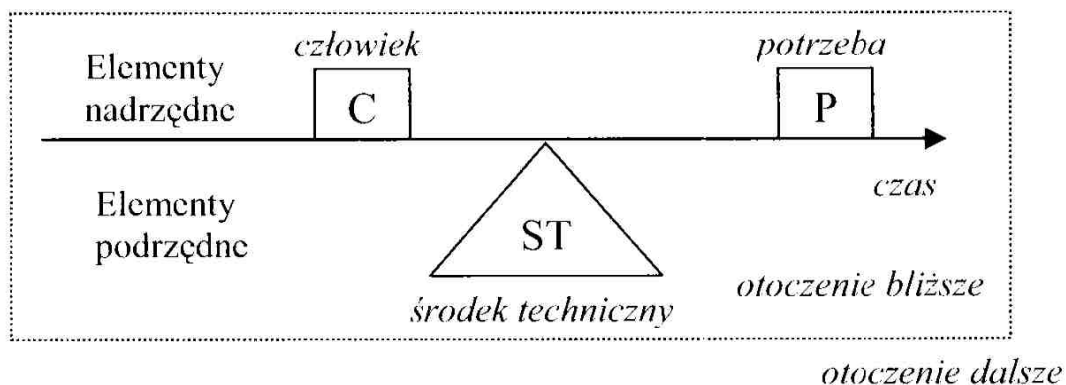 człowiek
potrzeba
Elementy
nadrzędne
C
P
czas
Elementy
podrzędne
ST
otoczenie bliższe
środek techniczny
otoczenie dalsze